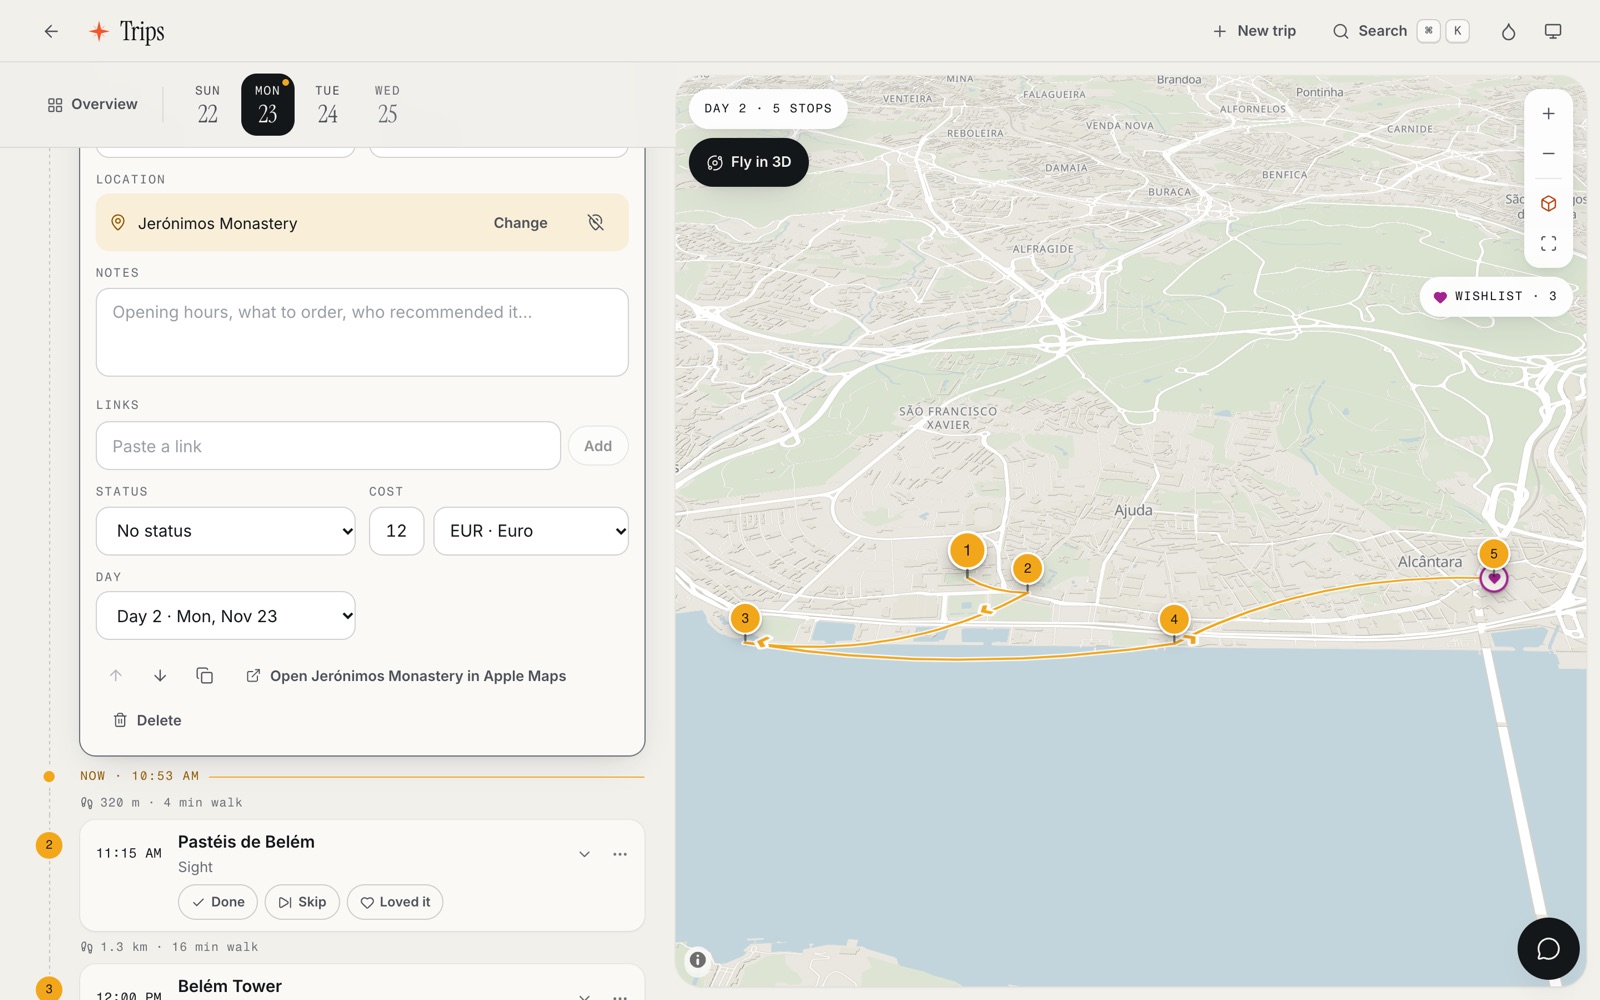 Trips
New trip
Search ⌘ K
Overview
SUN 22
MON 23
TUE 24
WED 25
LOCATION
Jerónimos Monastery
Change
NOTES
Opening hours, what to order, who recommended it...
LINKS
Paste a link
Add
STATUS
COST
No status
12
EUR · Euro
DAY
Day 2 · Mon, Nov 23
Open Jerónimos Monastery in Apple Maps
Delete
NOW · 10:53 AM
320 m · 4 min walk
2
11:15 AM
Pastéis de Belém
Sight
Done
Skip
Loved it
1.3 km · 16 min walk
3
12:00 PM
Belém Tower
DAY 2 · 5 STOPS
Fly in 3D
WISHLIST · 3
MINA
Brandoa
VENTEIRA
FALAGUEIRA
Pontinha
ALFORNELOS
REBOLEIRA
VENDA NOVA
CARNIDE
DAMAIA
BENFICA
BURACA
ALFRAGIDE
SÃO FRANCISCO
XAVIER
Ajuda
Alcântara
1
2
3
4
5